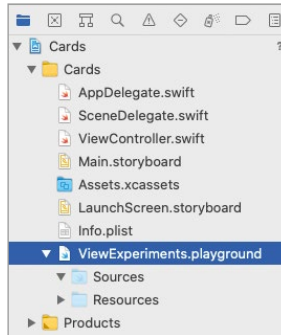 Cards
?
Cards
AppDelegate.swift
SceneDelegate.swift
ViewController.swift
Main.storyboard
Assets.xcassets
LaunchScreen.storyboard
Info.plist
ViewExperiments.playground
Sources
Resources
Products